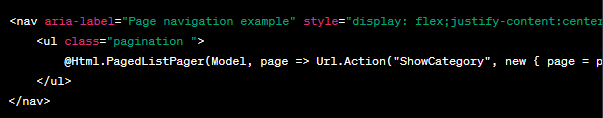 <nav aria-label="Page navigation example" style="display: flex;justify-content:center
<ul class="pagination ">
@Html.PagedListPager(Model, page => Url.Action("ShowCategory", new { page = p
</ul>
</nav>